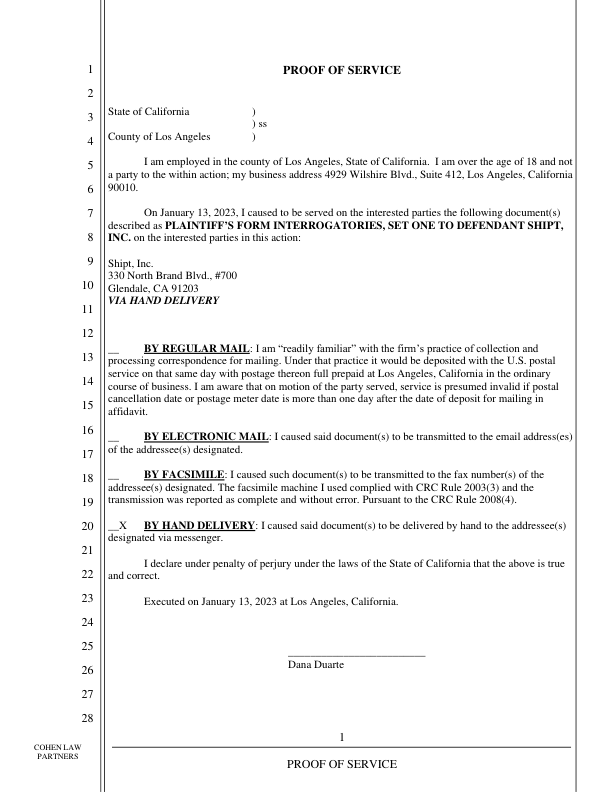 1
2
3
4
5
6
7
8
9
10
11
12
13
14
15
16
17
18
19
20
21
22
23
24
25
26
27
28
PROOF OF SERVICE
State of California )
) ss
County of Los Angeles )
I am employed in the county of Los Angeles, State of California. I am over the age of 18 and not
a party to the within action; my business address 4929 Wilshire Blvd., Suite 412, Los Angeles, California
90010.
On January 13, 2023, I caused to be served on the interested parties the following document(s)
described as PLAINTIFF'S FORM INTERROGATORIES, SET ONE TO DEFENDANT SHIPT,
INC. on the interested parties in this action:
Shipt, Inc.
330 North Brand Blvd., #700
Glendale, CA 91203
VIA HAND DELIVERY
__ BY REGULAR MAIL: I am “readily familiar” with the firm's practice of collection and
processing correspondence for mailing. Under that practice it would be deposited with the U.S. postal
service on that same day with postage thereon full prepaid at Los Angeles, California in the ordinary
course of business. I am aware that on motion of the party served, service is presumed invalid if postal
cancellation date or postage meter date is more than one day after the date of deposit for mailing in
affidavit.
__ BY ELECTRONIC MAIL: I caused said document(s) to be transmitted to the email address(es)
of the addressee(s) designated.
__ BY FACSIMILE: I caused such document(s) to be transmitted to the fax number(s) of the
addressee(s) designated. The facsimile machine I used complied with CRC Rule 2003(3) and the
transmission was reported as complete and without error. Pursuant to the CRC Rule 2008(4).
__X BY HAND DELIVERY: I caused said document(s) to be delivered by hand to the addressee(s)
designated via messenger.
I declare under penalty of perjury under the laws of the State of California that the above is true
and correct.
Executed on January 13, 2023 at Los Angeles, California.
__________________________
Dana Duarte
1
COHEN LAW
PARTNERS
PROOF OF SERVICE